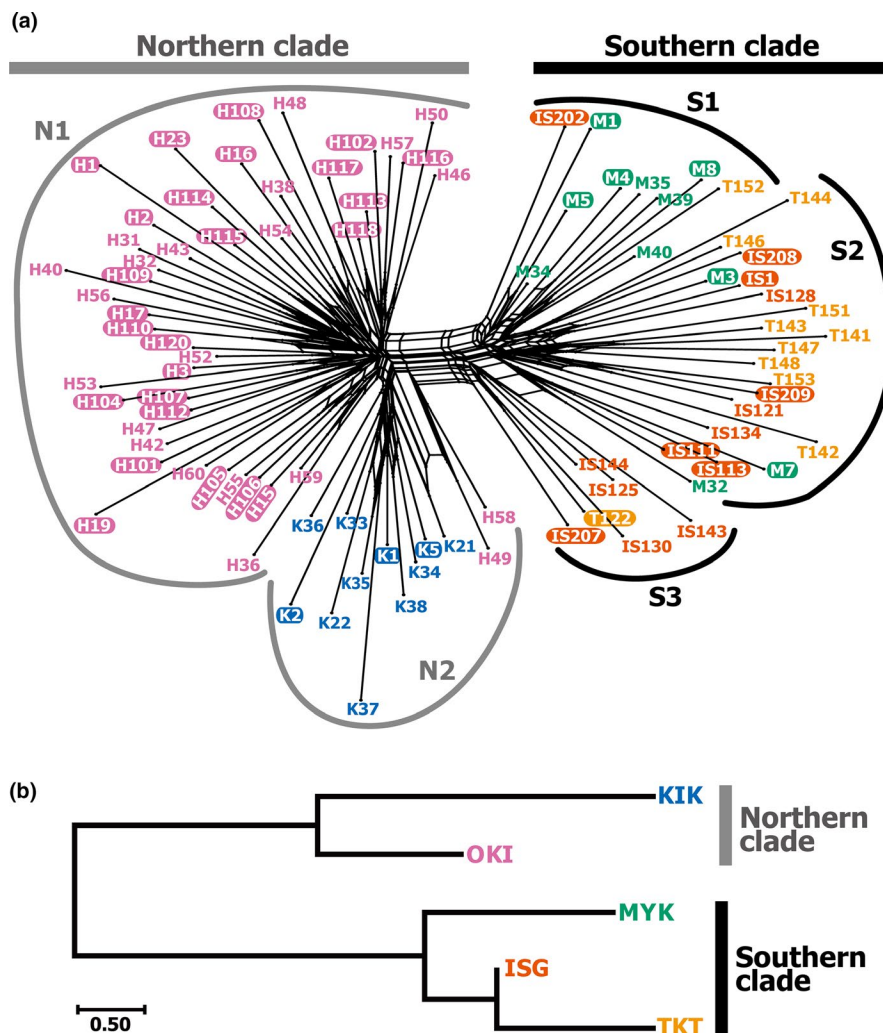 (a)
Northern clade
Southern clade
N1
S1
S2
S3
N2
H108
H48
H50
H23
H102
H57
H1
H16
H117
H116
H38
H46
H114
H113
H2
H115
H54
H118
H31
H43
H40
H32
H109
H56
H17
H110
H120
H52
H3
H53
H104
H107
H112
H47
H42
H101
H60
H105
H55
H106
H15
H59
H19
H36
K36
K33
K1
K5
K21
H58
H49
K34
K35
K2
K22
K38
K37
IS202
M1
M4
M35
M8
T152
M5
M39
T144
M40
T146
IS208
M34
M3
IS1
IS128
T151
T143
T141
T147
T148
T153
IS209
IS121
IS134
T142
IS111
IS144
IS113
M7
IS125
M32
T122
IS207
IS130
IS143
(b)
KIK
OKI
Northern
clade
MYK
ISG
TKT
Southern
clade
0.50